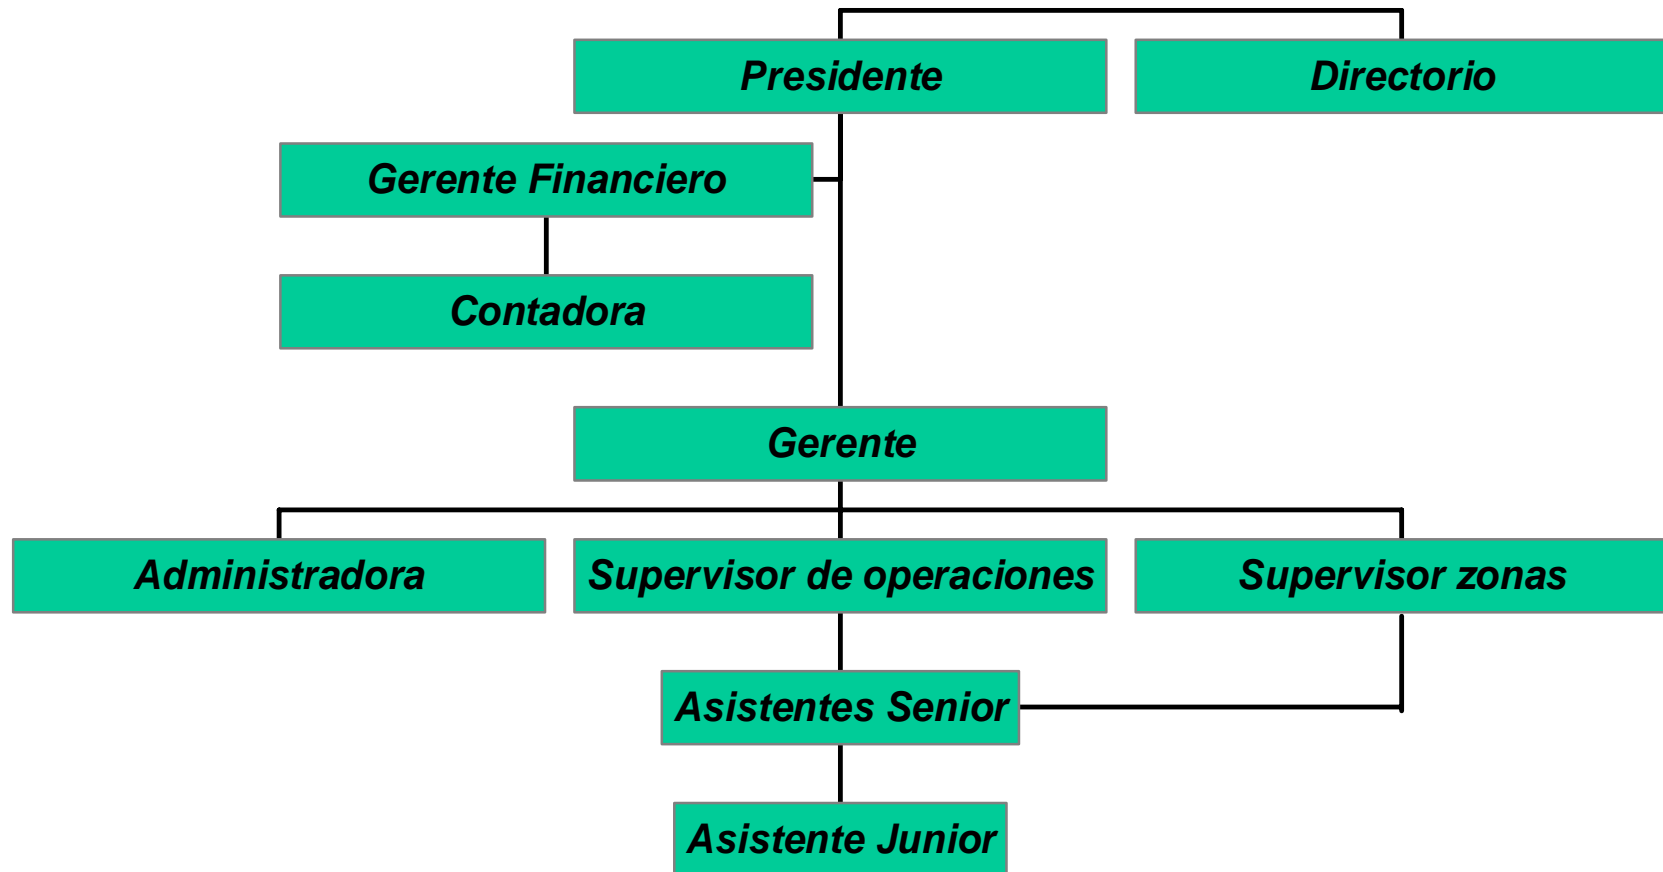 Presidente
Directorio
Gerente Financiero
Contadora
Gerente
Administradora
Supervisor de operaciones
Supervisor zonas
Asistentes Senior
Asistente Junior